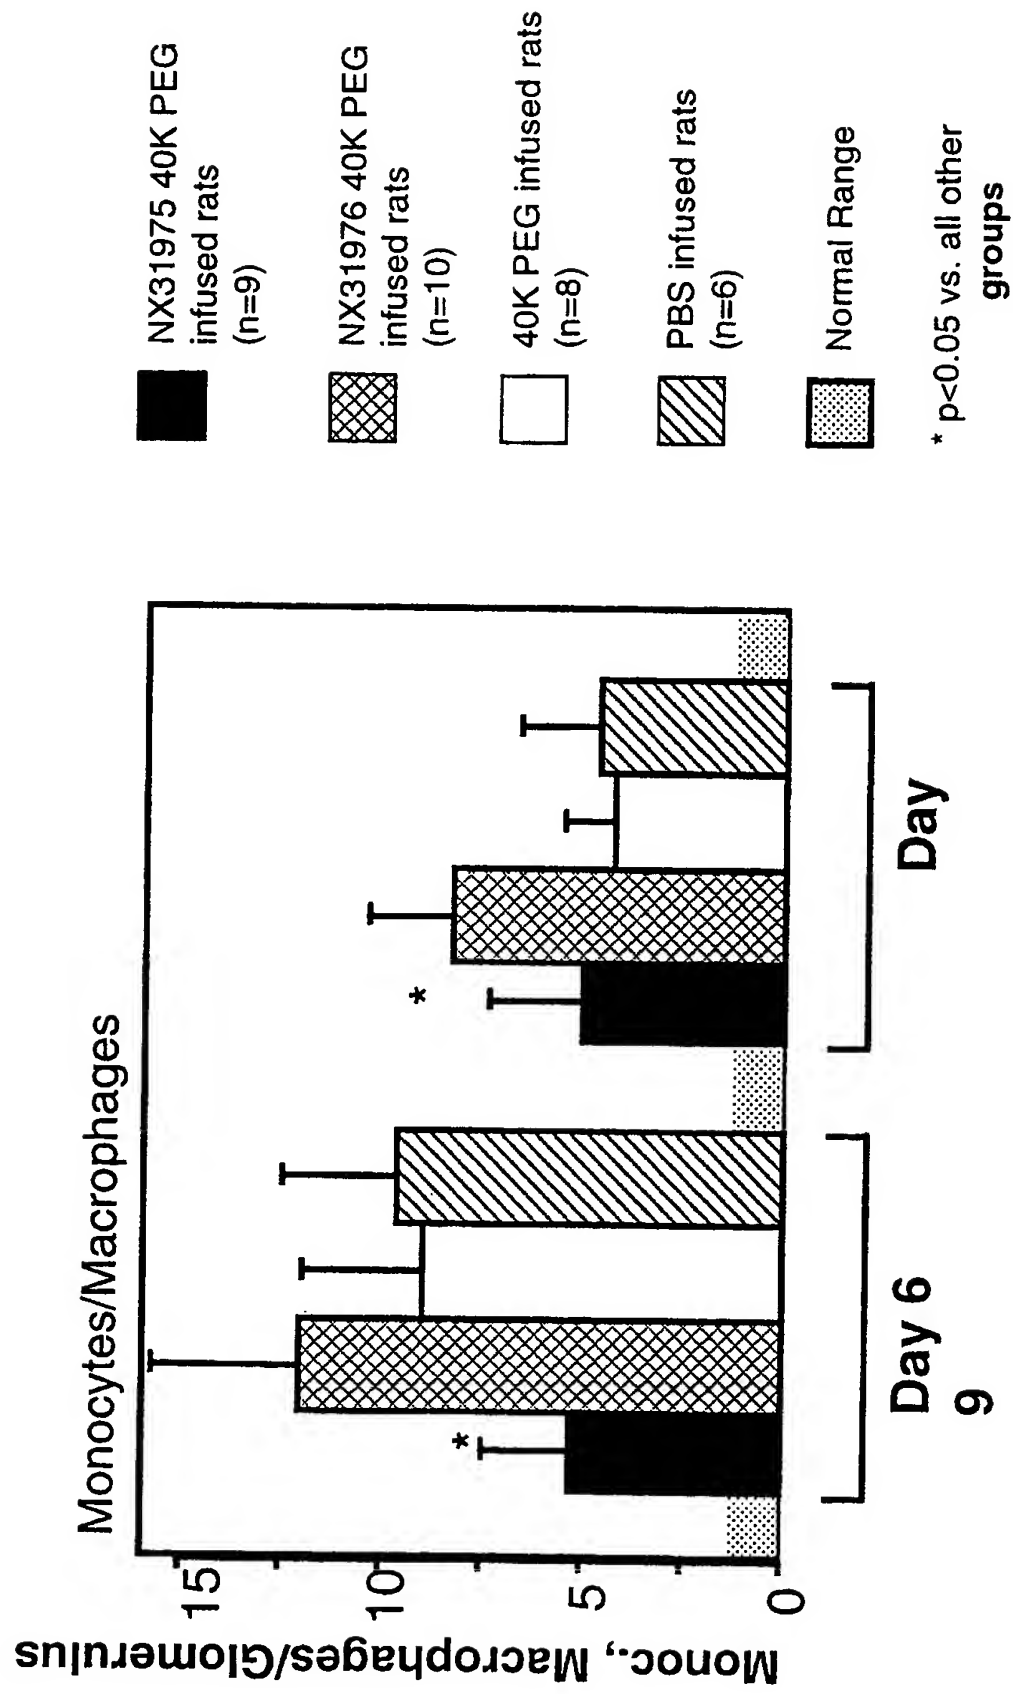 Monocytes/Macrophages
Monoc., Macrophages/Glomerulus
15
10
5
0
*
*
Day 6
9
Day
NX31975 40K PEG
infused rats
(n=9)
NX31976 40K PEG
infused rats
(n=10)
40K PEG infused rats
(n=8)
PBS infused rats
(n=6)
Normal Range
* p<0.05 vs. all other
groups